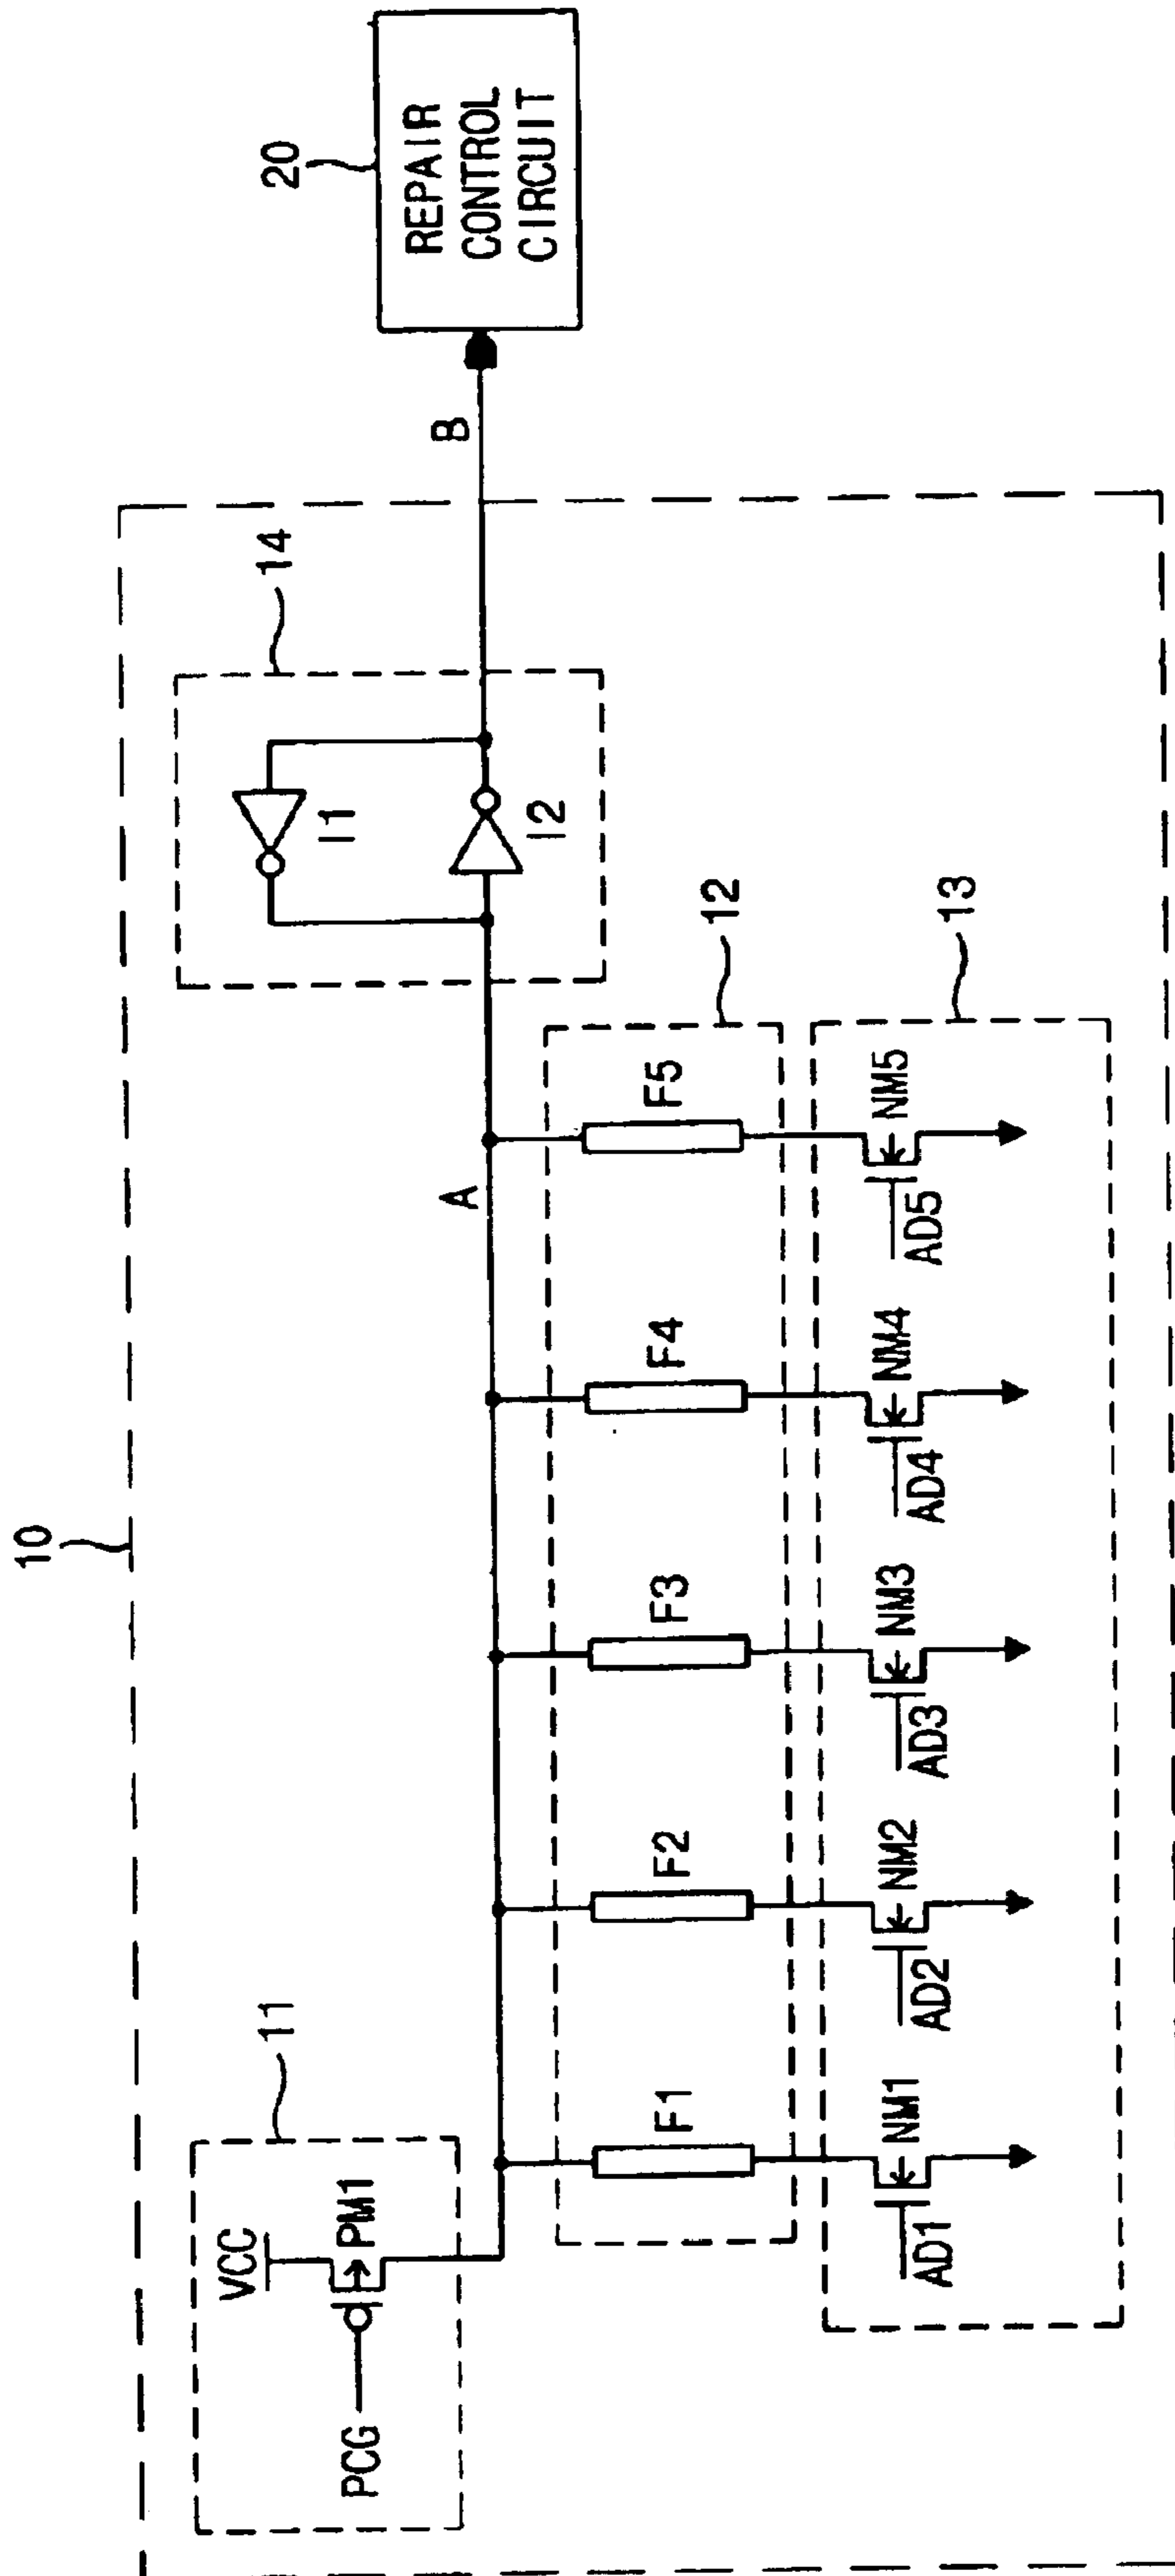 10
11
VCC
PCG
PM1
14
I1
I2
20
REPAIR
CONTROL
CIRCUIT
A
B
12
F1
F2
F3
F4
F5
13
AD1
NM1
AD2
NM2
AD3
NM3
AD4
NM4
AD5
NM5